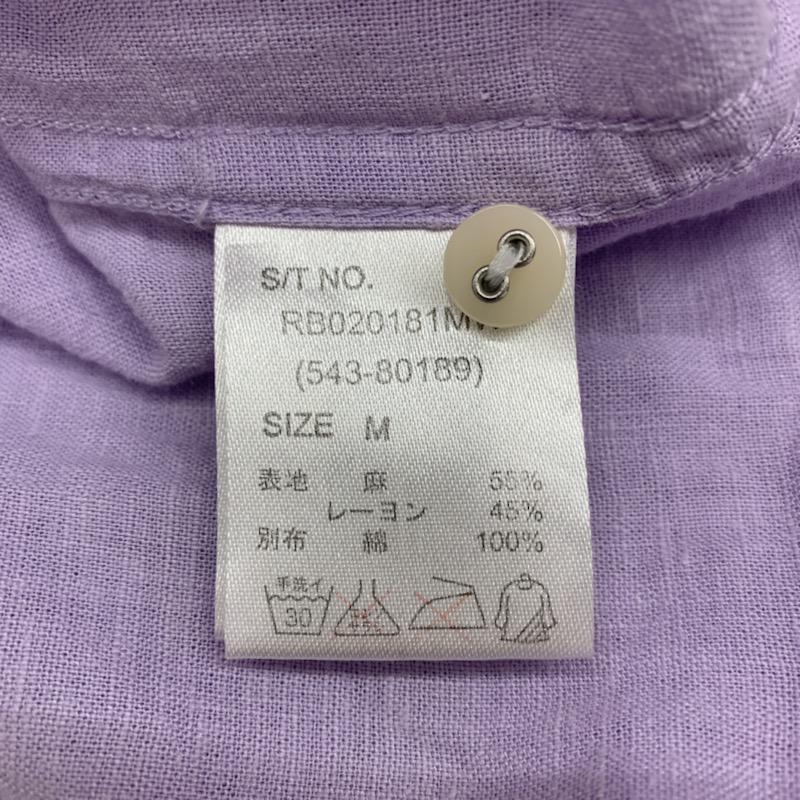 S/T NO.
RB020181M
(543-80189)
SIZE M
表地 麻 55%
レーヨン 45%
別布 綿 100%
手洗イ
30